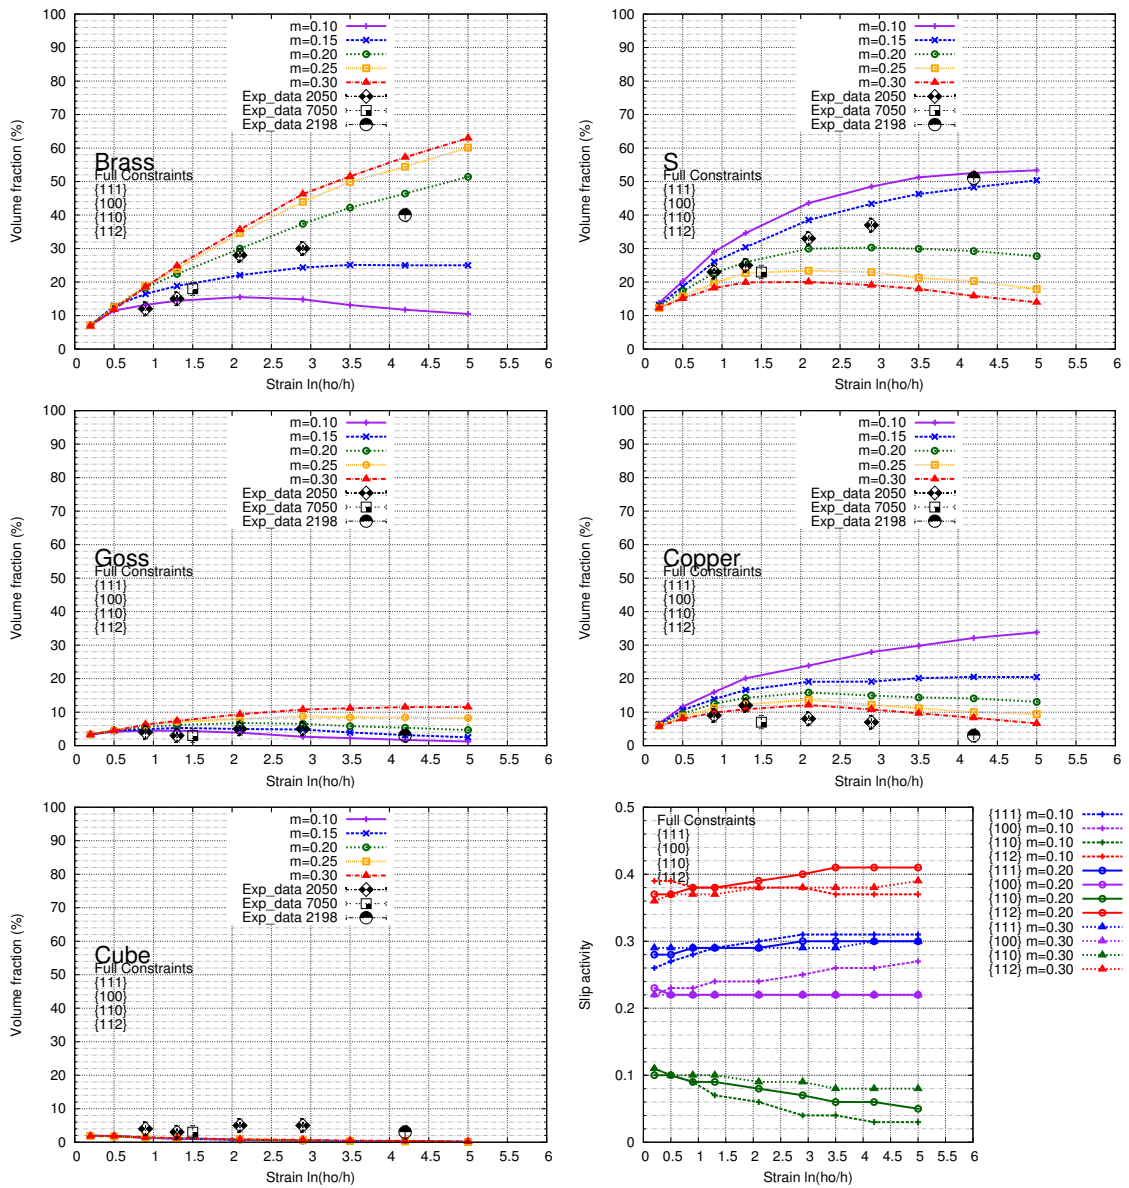 Volume fraction (%)
100
90
80
70
60
50
40
30
20
10
0
m=0.10
m=0.15
m=0.20
m=0.25
m=0.30
Exp_data 2050
Exp_data 7050
Exp_data 2198
Brass
Full Constraints
{111}
{100}
{110}
{112}
0 0.5 1 1.5 2 2.5 3 3.5 4 4.5 5 5.5 6
Strain ln(ho/h)
Volume fraction (%)
100
90
80
70
60
50
40
30
20
10
0
m=0.10
m=0.15
m=0.20
m=0.25
m=0.30
Exp_data 2050
Exp_data 7050
Exp_data 2198
S
Full Constraints
{111}
{100}
{110}
{112}
0 0.5 1 1.5 2 2.5 3 3.5 4 4.5 5 5.5 6
Strain ln(ho/h)
Volume fraction (%)
100
90
80
70
60
50
40
30
20
10
0
m=0.10
m=0.15
m=0.20
m=0.25
m=0.30
Exp_data 2050
Exp_data 7050
Exp_data 2198
Goss
Full Constraints
{111}
{100}
{110}
{112}
0 0.5 1 1.5 2 2.5 3 3.5 4 4.5 5 5.5 6
Strain ln(ho/h)
Volume fraction (%)
100
90
80
70
60
50
40
30
20
10
0
m=0.10
m=0.15
m=0.20
m=0.25
m=0.30
Exp_data 2050
Exp_data 7050
Exp_data 2198
Copper
Full Constraints
{111}
{100}
{110}
{112}
0 0.5 1 1.5 2 2.5 3 3.5 4 4.5 5 5.5 6
Strain ln(ho/h)
Volume fraction (%)
100
90
80
70
60
50
40
30
20
10
0
m=0.10
m=0.15
m=0.20
m=0.25
m=0.30
Exp_data 2050
Exp_data 7050
Exp_data 2198
Cube
Full Constraints
{111}
{100}
{110}
{112}
0 0.5 1 1.5 2 2.5 3 3.5 4 4.5 5 5.5 6
Strain ln(ho/h)
Slip activity
0.5
0.4
0.3
0.2
0.1
0
Full Constraints
{111}
{100}
{110}
{112}
0 0.5 1 1.5 2 2.5 3 3.5 4 4.5 5 5.5 6
Strain ln(ho/h)
{111} m=0.10
{100} m=0.10
{110} m=0.10
{112} m=0.10
{111} m=0.20
{100} m=0.20
{110} m=0.20
{112} m=0.20
{111} m=0.30
{100} m=0.30
{110} m=0.30
{112} m=0.30